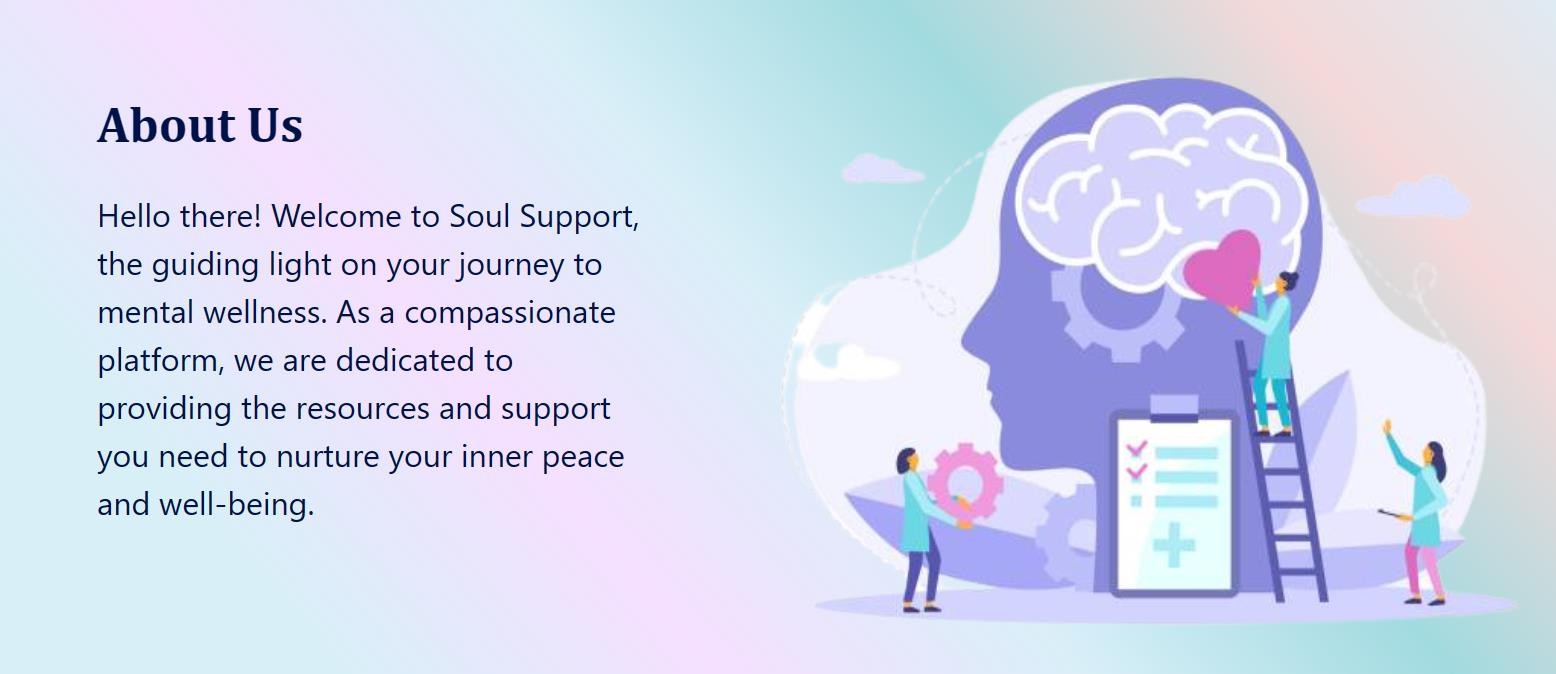 About Us
Hello there! Welcome to Soul Support,
the guiding light on your journey to
mental wellness. As a compassionate
platform, we are dedicated to
providing the resources and support
you need to nurture your inner peace
and well-being.